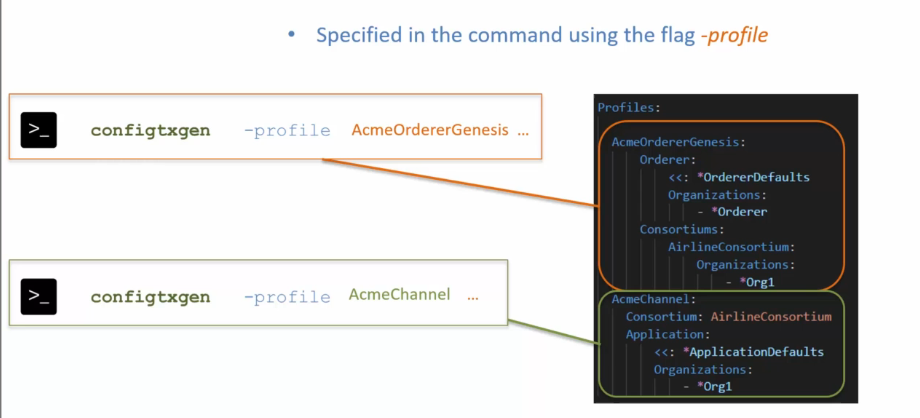 • Specified in the command using the flag -profile
>_ configtxgen -profile AcmeOrdererGenesis ...
>_ configtxgen -profile AcmeChannel ...
Profiles:
AcmeOrdererGenesis:
Orderer:
<<: *OrdererDefaults
Organizations:
- *Orderer
Consortiums:
AirlineConsortium:
Organizations:
- *Org1
AcmeChannel:
Consortium: AirlineConsortium
Application:
<<: *ApplicationDefaults
Organizations:
- *Org1